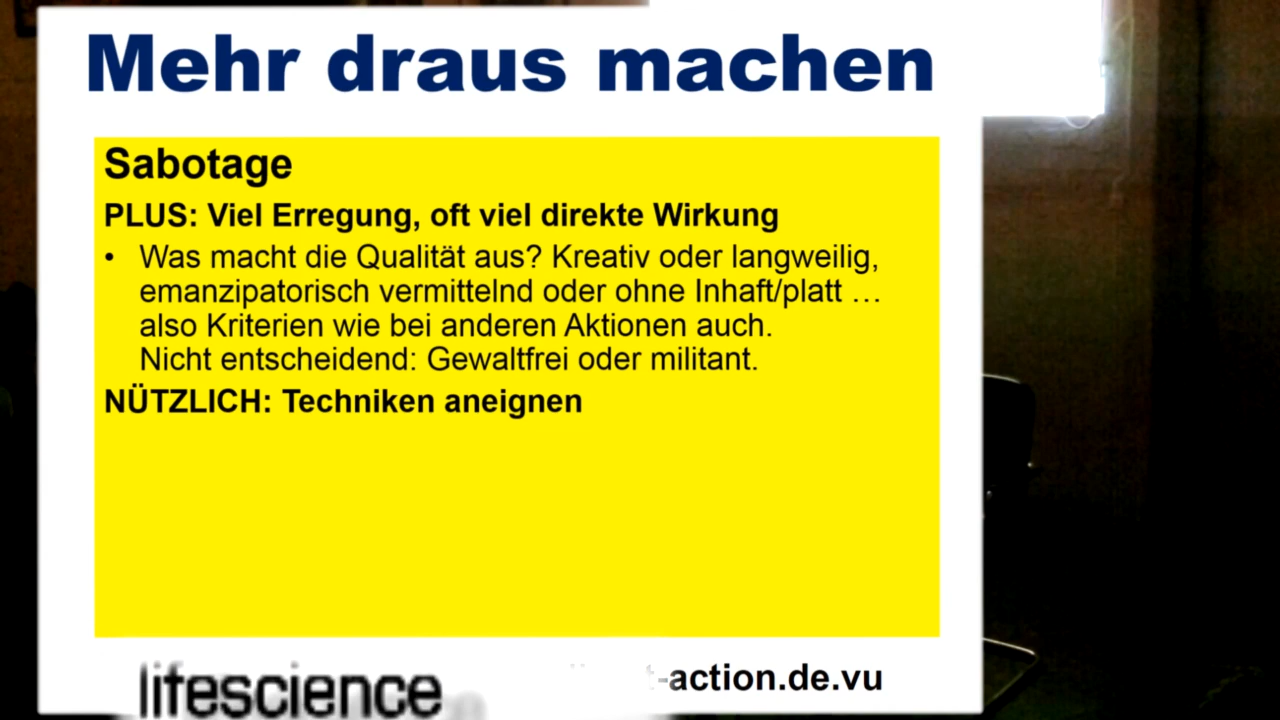 Mehr draus machen
Sabotage
PLUS: Viel Erregung, oft viel direkte Wirkung
• Was macht die Qualität aus? Kreativ oder langweilig,
emanzipatorisch vermittelnd oder ohne Inhaft/platt …
also Kriterien wie bei anderen Aktionen auch.
Nicht entscheidend: Gewaltfrei oder militant.
NÜTZLICH: Techniken aneignen
lifescience
-action.de.vu